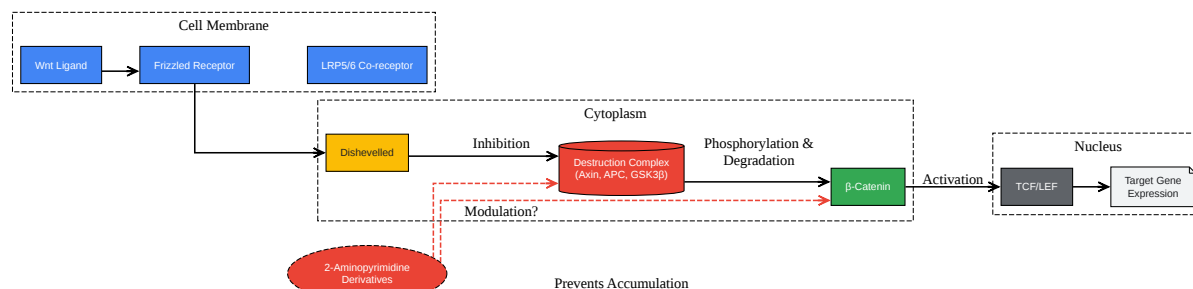 Cell Membrane
Wnt Ligand
Frizzled Receptor
LRP5/6 Co-receptor
Cytoplasm
Dishevelled
Inhibition
Destruction Complex
(Axin, APC, GSK3β)
Phosphorylation &
Degradation
β-Catenin
Activation
Nucleus
TCF/LEF
Target Gene
Expression
Modulation?
2-Aminopyrimidine
Derivatives
Prevents Accumulation